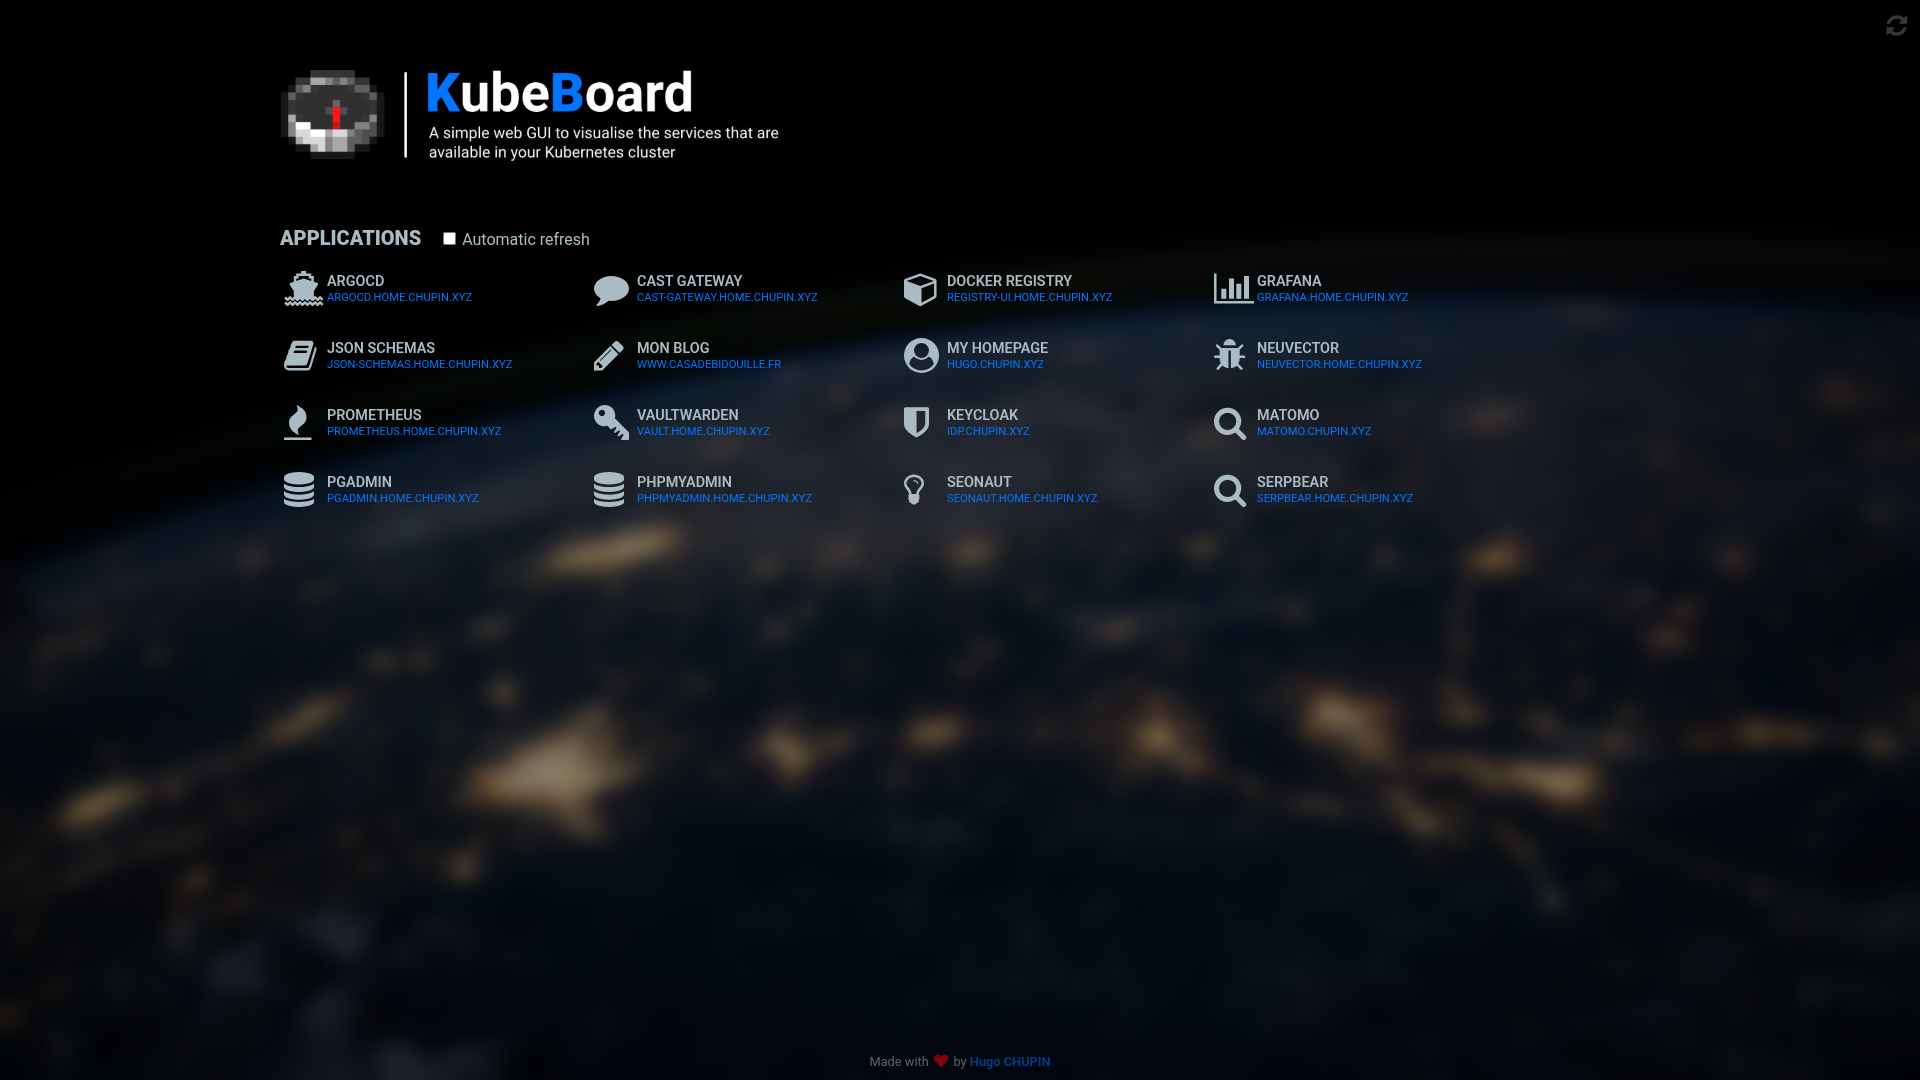 KubeBoard
A simple web GUI to visualise the services that are
available in your Kubernetes cluster
APPLICATIONS
Automatic refresh
ARGOCD
ARGOCD.HOME.CHUPIN.XYZ
CAST GATEWAY
CAST-GATEWAY.HOME.CHUPIN.XYZ
DOCKER REGISTRY
REGISTRY-UI.HOME.CHUPIN.XYZ
GRAFANA
GRAFANA.HOME.CHUPIN.XYZ
JSON SCHEMAS
JSON-SCHEMAS.HOME.CHUPIN.XYZ
MON BLOG
WWW.CASADEBIDOUILLE.FR
MY HOMEPAGE
HUGO.CHUPIN.XYZ
NEUVECTOR
NEUVECTOR.HOME.CHUPIN.XYZ
PROMETHEUS
PROMETHEUS.HOME.CHUPIN.XYZ
VAULTWARDEN
VAULT.HOME.CHUPIN.XYZ
KEYCLOAK
IDP.CHUPIN.XYZ
MATOMO
MATOMO.CHUPIN.XYZ
PGADMIN
PGADMIN.HOME.CHUPIN.XYZ
PHPMYADMIN
PHPMYADMIN.HOME.CHUPIN.XYZ
SEONAUT
SEONAUT.HOME.CHUPIN.XYZ
SERPBEAR
SERPBEAR.HOME.CHUPIN.XYZ
Made with ❤ by Hugo CHUPIN